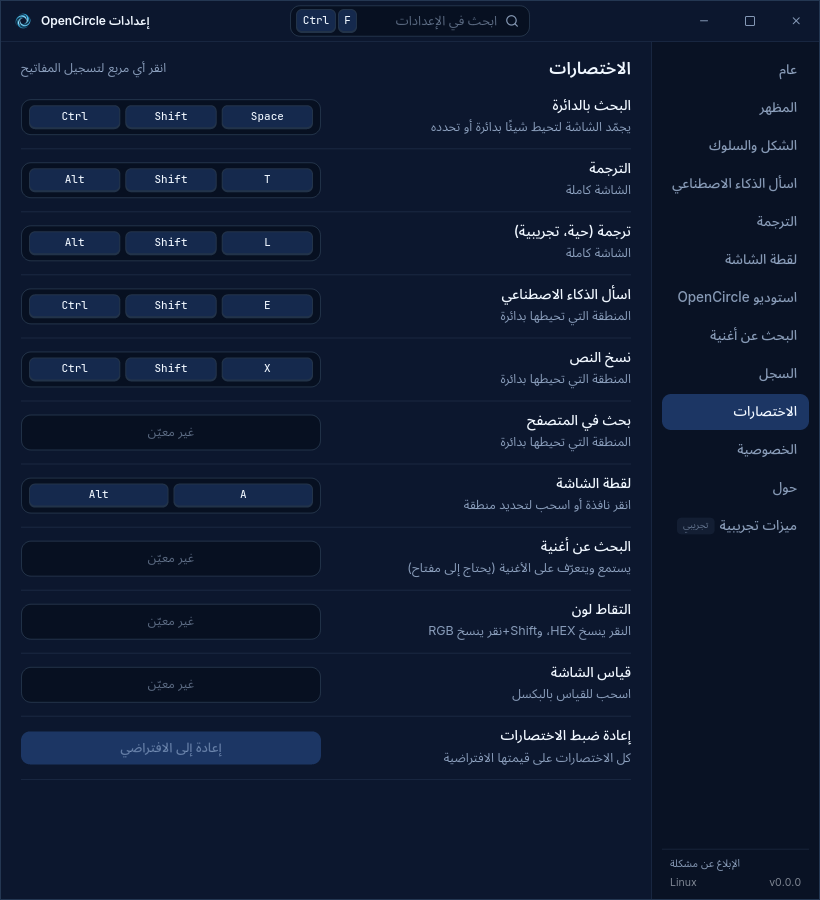 إعدادات OpenCircle
ابحث في الإعدادات
Ctrl F
عام
المظهر
الشكل والسلوك
اسأل الذكاء الاصطناعي
الترجمة
لقطة الشاشة
استوديو OpenCircle
البحث عن أغنية
السجل
الاختصارات
الخصوصية
حول
ميزات تجريبية تجريبي
الإبلاغ عن مشكلة
Linux v0.0.0
الاختصارات
انقر أي مربع لتسجيل المفاتيح
البحث بالدائرة
يجمّد الشاشة لتحيط شيئًا بدائرة أو تحدده
Ctrl Shift Space
الترجمة
الشاشة كاملة
Alt Shift T
ترجمة (حية، تجريبية)
الشاشة كاملة
Alt Shift L
اسأل الذكاء الاصطناعي
المنطقة التي تحيطها بدائرة
Ctrl Shift E
نسخ النص
المنطقة التي تحيطها بدائرة
Ctrl Shift X
بحث في المتصفح
المنطقة التي تحيطها بدائرة
غير معيّن
لقطة الشاشة
انقر نافذة أو اسحب لتحديد منطقة
Alt A
البحث عن أغنية
يستمع ويتعرّف على الأغنية (يحتاج إلى مفتاح)
غير معيّن
التقاط لون
النقر ينسخ HEX، وShift+نقر ينسخ RGB
غير معيّن
قياس الشاشة
اسحب للقياس بالبكسل
غير معيّن
إعادة ضبط الاختصارات
كل الاختصارات على قيمتها الافتراضية
إعادة إلى الافتراضي